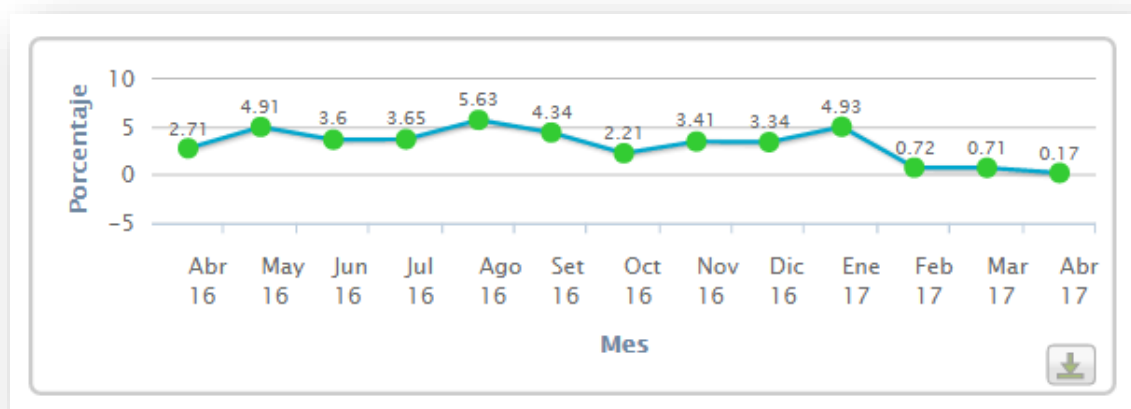 Porcentaje
10
5
0
−5
2.71
4.91
3.6
3.65
5.63
4.34
2.21
3.41
3.34
4.93
0.72
0.71
0.17
Abr 16
May 16
Jun 16
Jul 16
Ago 16
Set 16
Oct 16
Nov 16
Dic 16
Ene 17
Feb 17
Mar 17
Abr 17
Mes